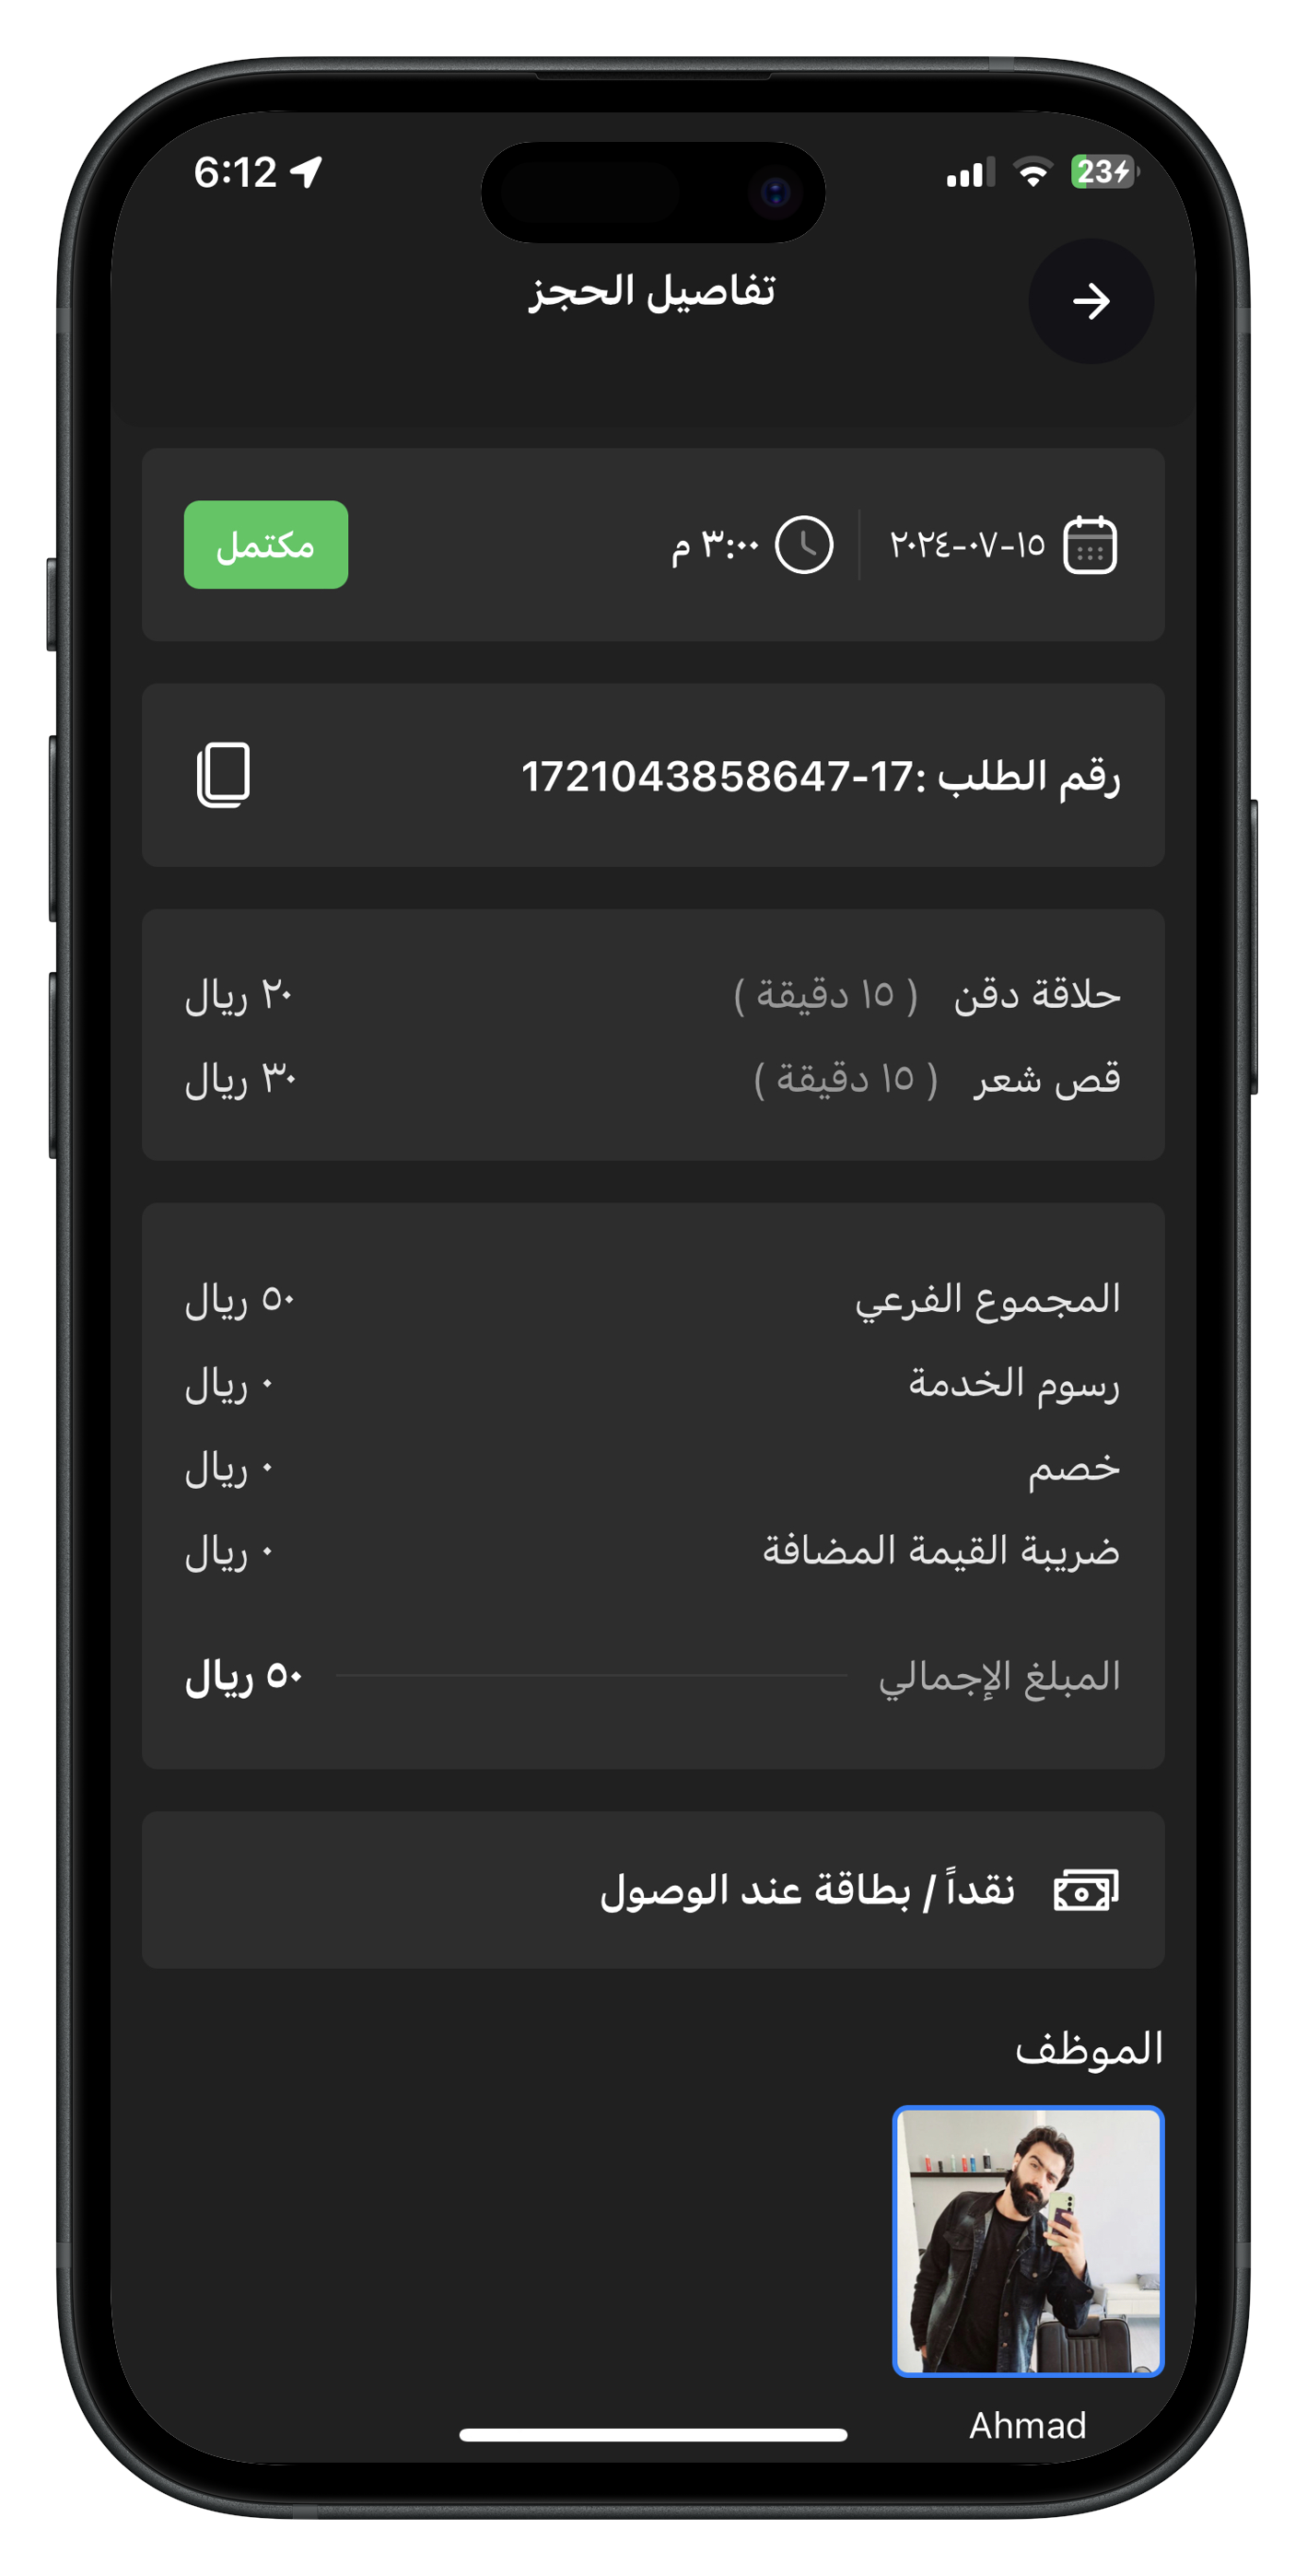 6:12
23
تفاصيل الحجز
١٥-٠٧-٢٠٢٤
٣:٠٠ م
مكتمل
رقم الطلب :17-1721043858647
حلاقة دقن ( ١٥ دقيقة ) ٢٠ ريال
قص شعر ( ١٥ دقيقة ) ٣٠ ريال
المجموع الفرعي ٥٠ ريال
رسوم الخدمة ٠ ريال
خصم ٠ ريال
ضريبة القيمة المضافة ٠ ريال
المبلغ الإجمالي ٥٠ ريال
نقداً / بطاقة عند الوصول
الموظف
Ahmad